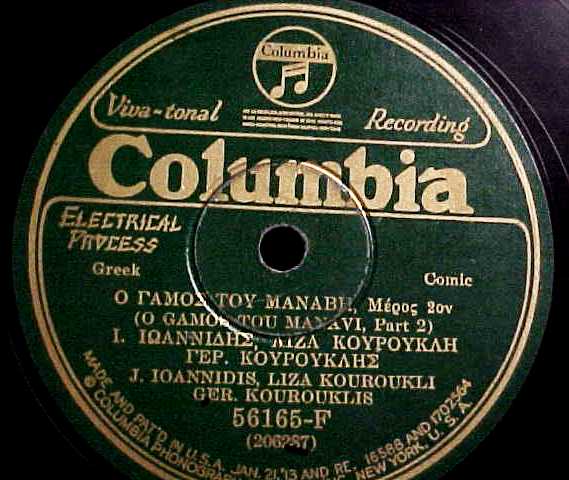 Columbia
Viva-tonal Recording
Columbia
ELECTRICAL
PROCESS
Greek Comic
Ο ΓΑΜΟΣ ΤΟΥ ΜΑΝΑΒΗ, Μέρος 2ον
(O GAMOS TOU MANAVI, Part 2)
Ι. ΙΩΑΝΝΙΔΗΣ, ΛΙΖΑ ΚΟΥΡΟΥΚΛΗ
ΓΕΡ. ΚΟΥΡΟΥΚΛΗΣ
J. IOANNIDIS, LIZA KOUROUKLI
GER. KOUROUKLIS
56165-F
(206287)
MADE AND PAT'D IN U.S.A. JAN. 21, '13 AND RE. 16588 AND 1702564
© COLUMBIA PHONOGRAPH NEW YORK, U.S.A.